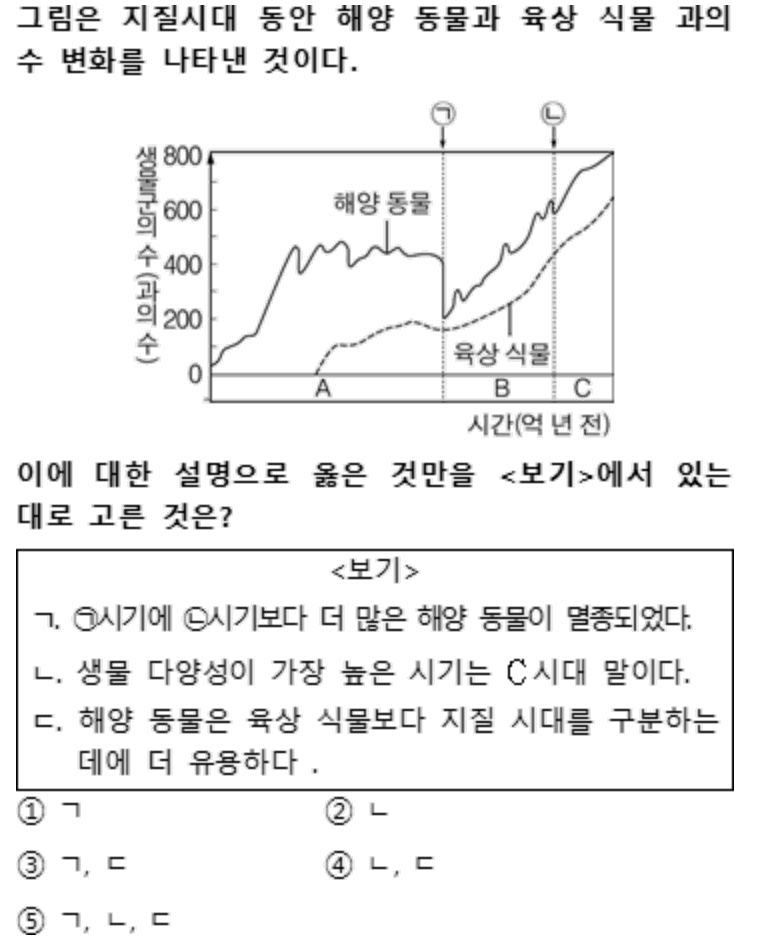 그림은 지질시대 동안 해양 동물과 육상 식물 과의
수 변화를 나타낸 것이다.
㉠ ㉡
생물군의 수(과의 수)
800
600
400
200
0
해양 동물
육상 식물
A B C
시간(억 년 전)
이에 대한 설명으로 옳은 것만을 <보기>에서 있는
대로 고른 것은?
<보기>
ㄱ. ㉠시기에 ㉡시기보다 더 많은 해양 동물이 멸종되었다.
ㄴ. 생물 다양성이 가장 높은 시기는 C시대 말이다.
ㄷ. 해양 동물은 육상 식물보다 지질 시대를 구분하는
데에 더 유용하다 .
① ㄱ ② ㄴ
③ ㄱ, ㄷ ④ ㄴ, ㄷ
⑤ ㄱ, ㄴ, ㄷ